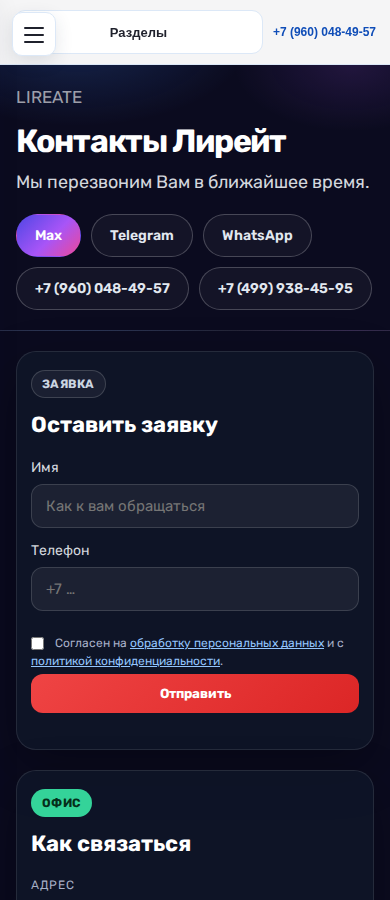 Разделы
+7 (960) 048-49-57
LIREATE
Контакты Лирейт
Мы перезвоним Вам в ближайшее время.
Max
Telegram
WhatsApp
+7 (960) 048-49-57
+7 (499) 938-45-95
ЗАЯВКА
Оставить заявку
Имя
Как к вам обращаться
Телефон
+7 ...
Согласен на обработку персональных данных и с
политикой конфиденциальности.
Отправить
ОФИС
Как связаться
АДРЕС